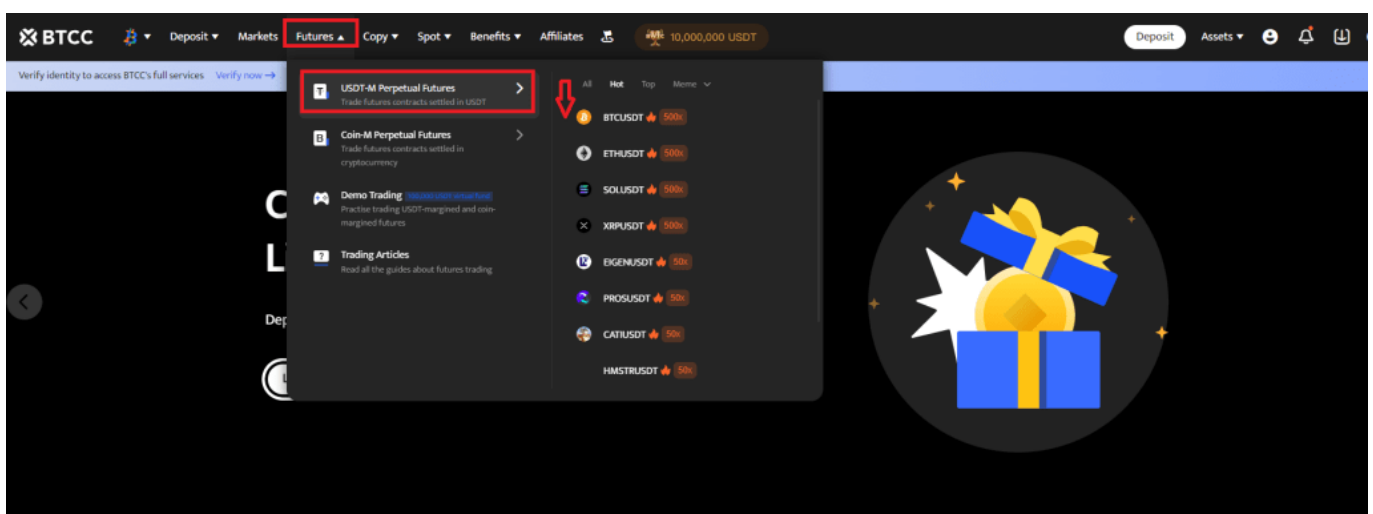 BTCC
Deposit
Markets
Futures
Copy
Spot
Benefits
Affiliates
10,000,000 USDT
Deposit
Assets
Verify identity to access BTCC's full services Verify now →
USDT-M Perpetual Futures
Trade futures contracts settled in USDT
Coin-M Perpetual Futures
Trade futures contracts settled in
cryptocurrency
Demo Trading
Practise trading USDT-margined and coin-
margined futures
Trading Articles
Read all the guides about futures trading
All Hot Top Meme
BTCUSDT 500x
ETHUSDT 500x
SOLUSDT 500x
XRPUSDT 500x
EIGENUSDT 50x
PROSUSDT 50x
CATIUSDT 50x
HMSTRUSDT 50x
C
Li
Dep